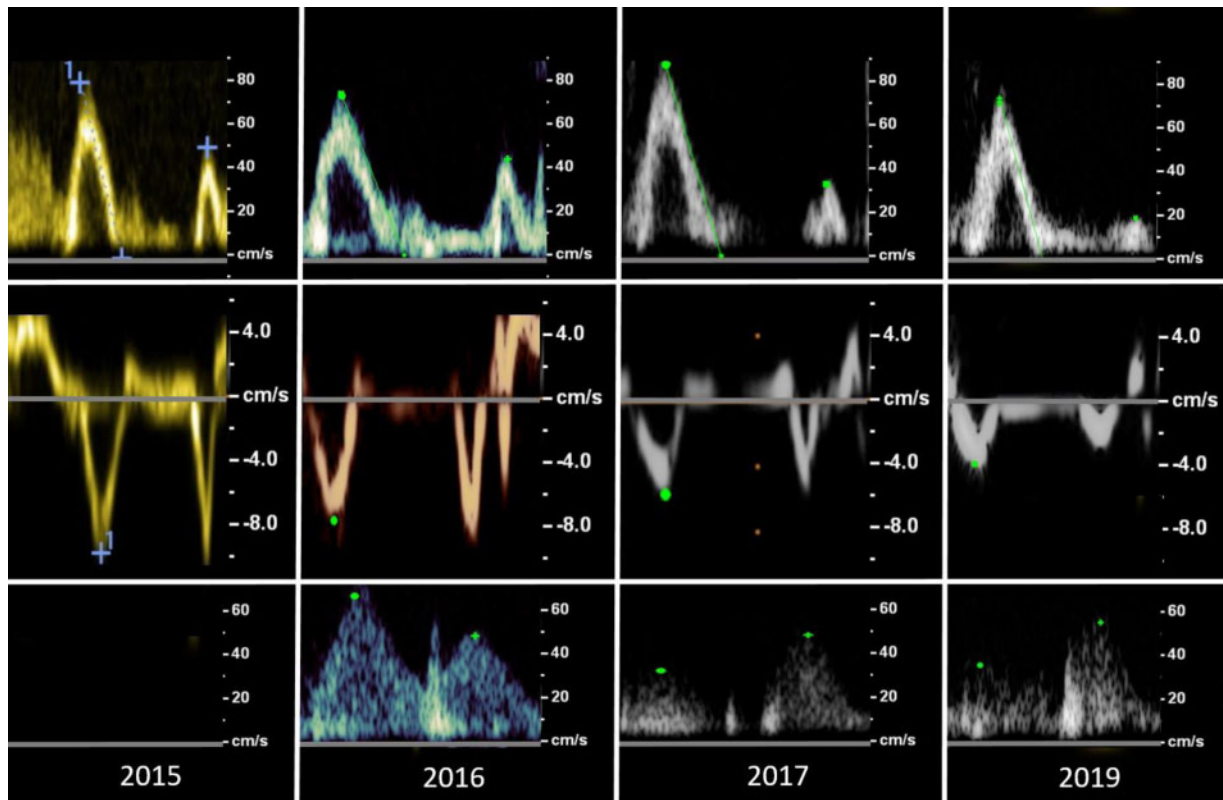 1
80 80 80 80
60 60 60 60
40 40 40 40
20 20 20 20
cm/s cm/s cm/s cm/s
4.0 4.0 4.0 4.0
cm/s cm/s cm/s cm/s
-4.0 -4.0 -4.0 -4.0
-8.0 -8.0 -8.0 -8.0
1
60 60 60 60
40 40 40 40
20 20 20 20
cm/s cm/s cm/s cm/s
2015 2016 2017 2019